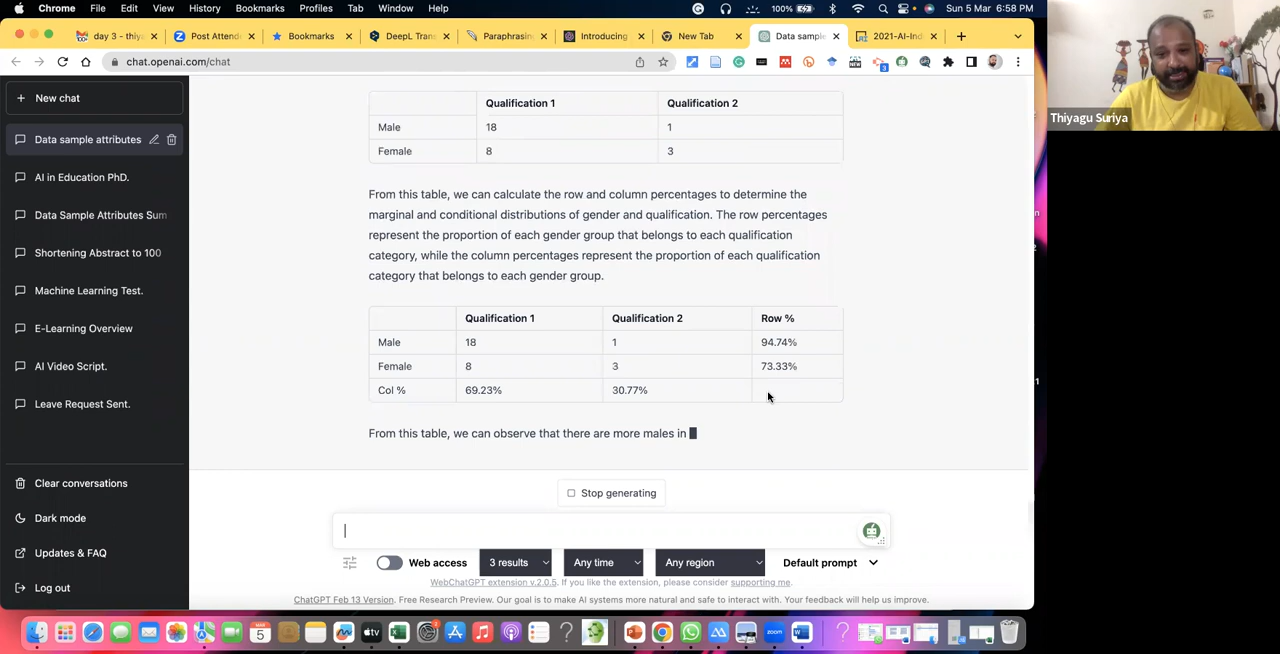 Chrome File Edit View History Bookmarks Profiles Tab Window Help 100% Sun 5 Mar 6:58 PM
day 3 - thiya Post Attend Bookmarks DeepL Trans Paraphrasin Introducing New Tab Data sample 2021-AI-Ind
chat.openai.com/chat
3
Thiyagu Suriya
New chat
Data sample attributes
AI in Education PhD.
Data Sample Attributes Sum
Shortening Abstract to 100
Machine Learning Test.
E-Learning Overview
AI Video Script.
Leave Request Sent.
Clear conversations
Dark mode
Updates & FAQ
Log out
Qualification 1 Qualification 2
Male 18 1
Female 8 3
From this table, we can calculate the row and column percentages to determine the
marginal and conditional distributions of gender and qualification. The row percentages
represent the proportion of each gender group that belongs to each qualification
category, while the column percentages represent the proportion of each qualification
category that belongs to each gender group.
Qualification 1 Qualification 2 Row %
Male 18 1 94.74%
Female 8 3 73.33%
Col % 69.23% 30.77%
From this table, we can observe that there are more males in
Stop generating
Web access 3 results Any time Any region Default prompt
WebChatGPT extension v.2.0.5. If you like the extension, please consider supporting me.
ChatGPT Feb 13 Version. Free Research Preview. Our goal is to make AI systems more natural and safe to interact with. Your feedback will help us improve.